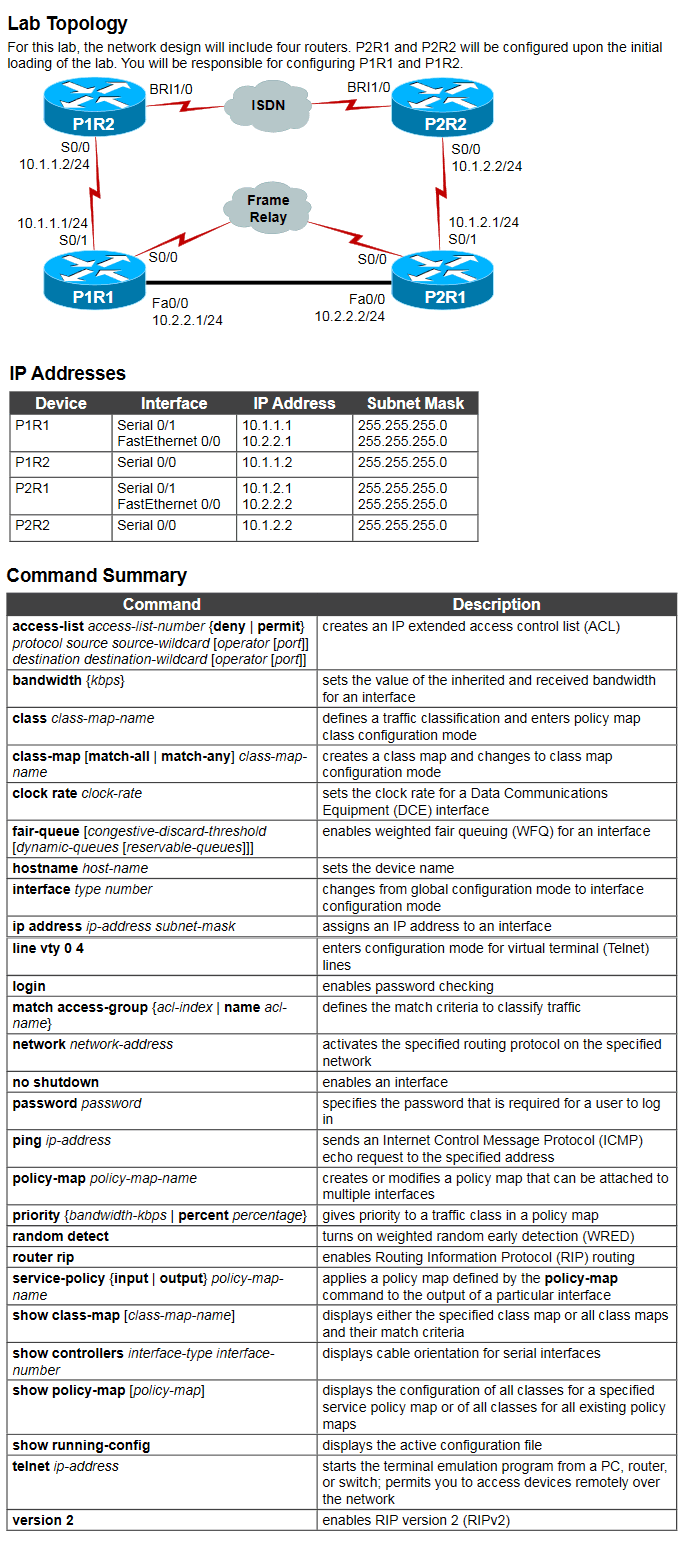 Lab Topology
For this lab, the network design will include four routers. P2R1 and P2R2 will be configured upon the initial
loading of the lab. You will be responsible for configuring P1R1 and P1R2.
BRI1/0
BRI1/0
ISDN
P1R2
P2R2
S0/0
10.1.1.2/24
S0/0
10.1.2.2/24
Frame
Relay
10.1.1.1/24
S0/1
10.1.2.1/24
S0/1
S0/0
S0/0
P1R1
P2R1
Fa0/0
10.2.2.1/24
Fa0/0
10.2.2.2/24
IP Addresses
Device Interface IP Address Subnet Mask
P1R1 Serial 0/1 10.1.1.1 255.255.255.0
FastEthernet 0/0 10.2.2.1 255.255.255.0
P1R2 Serial 0/0 10.1.1.2 255.255.255.0
P2R1 Serial 0/1 10.1.2.1 255.255.255.0
FastEthernet 0/0 10.2.2.2 255.255.255.0
P2R2 Serial 0/0 10.1.2.2 255.255.255.0
Command Summary
Command Description
access-list access-list-number {deny | permit} creates an IP extended access control list (ACL)
protocol source source-wildcard [operator [port]]
destination destination-wildcard [operator [port]]
bandwidth {kbps} sets the value of the inherited and received bandwidth
for an interface
class class-map-name defines a traffic classification and enters policy map
class configuration mode
class-map [match-all | match-any] class-map- creates a class map and changes to class map
name configuration mode
clock rate clock-rate sets the clock rate for a Data Communications
Equipment (DCE) interface
fair-queue [congestive-discard-threshold enables weighted fair queuing (WFQ) for an interface
[dynamic-queues [reservable-queues]]]
hostname host-name sets the device name
interface type number changes from global configuration mode to interface
configuration mode
ip address ip-address subnet-mask assigns an IP address to an interface
line vty 0 4 enters configuration mode for virtual terminal (Telnet)
lines
login enables password checking
match access-group {acl-index | name acl- defines the match criteria to classify traffic
name}
network network-address activates the specified routing protocol on the specified
network
no shutdown enables an interface
password password specifies the password that is required for a user to log
in
ping ip-address sends an Internet Control Message Protocol (ICMP)
echo request to the specified address
policy-map policy-map-name creates or modifies a policy map that can be attached to
multiple interfaces
priority {bandwidth-kbps | percent percentage} gives priority to a traffic class in a policy map
random detect turns on weighted random early detection (WRED)
router rip enables Routing Information Protocol (RIP) routing
service-policy {input | output} policy-map- applies a policy map defined by the policy-map
name command to the output of a particular interface
show class-map [class-map-name] displays either the specified class map or all class maps
and their match criteria
show controllers interface-type interface- displays cable orientation for serial interfaces
number
show policy-map [policy-map] displays the configuration of all classes for a specified
service policy map or of all classes for all existing policy
maps
show running-config displays the active configuration file
telnet ip-address starts the terminal emulation program from a PC, router,
or switch; permits you to access devices remotely over
the network
version 2 enables RIP version 2 (RIPv2)